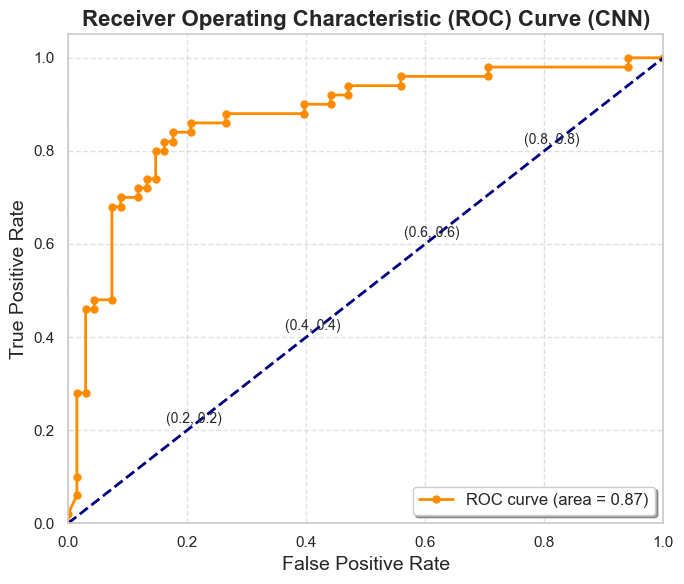 Receiver Operating Characteristic (ROC) Curve (CNN)
1.0
0.8
0.6
0.4
0.2
0.0
True Positive Rate
(0.8, 0.8)
(0.6, 0.6)
(0.4, 0.4)
(0.2, 0.2)
ROC curve (area = 0.87)
0.0 0.2 0.4 0.6 0.8 1.0
False Positive Rate